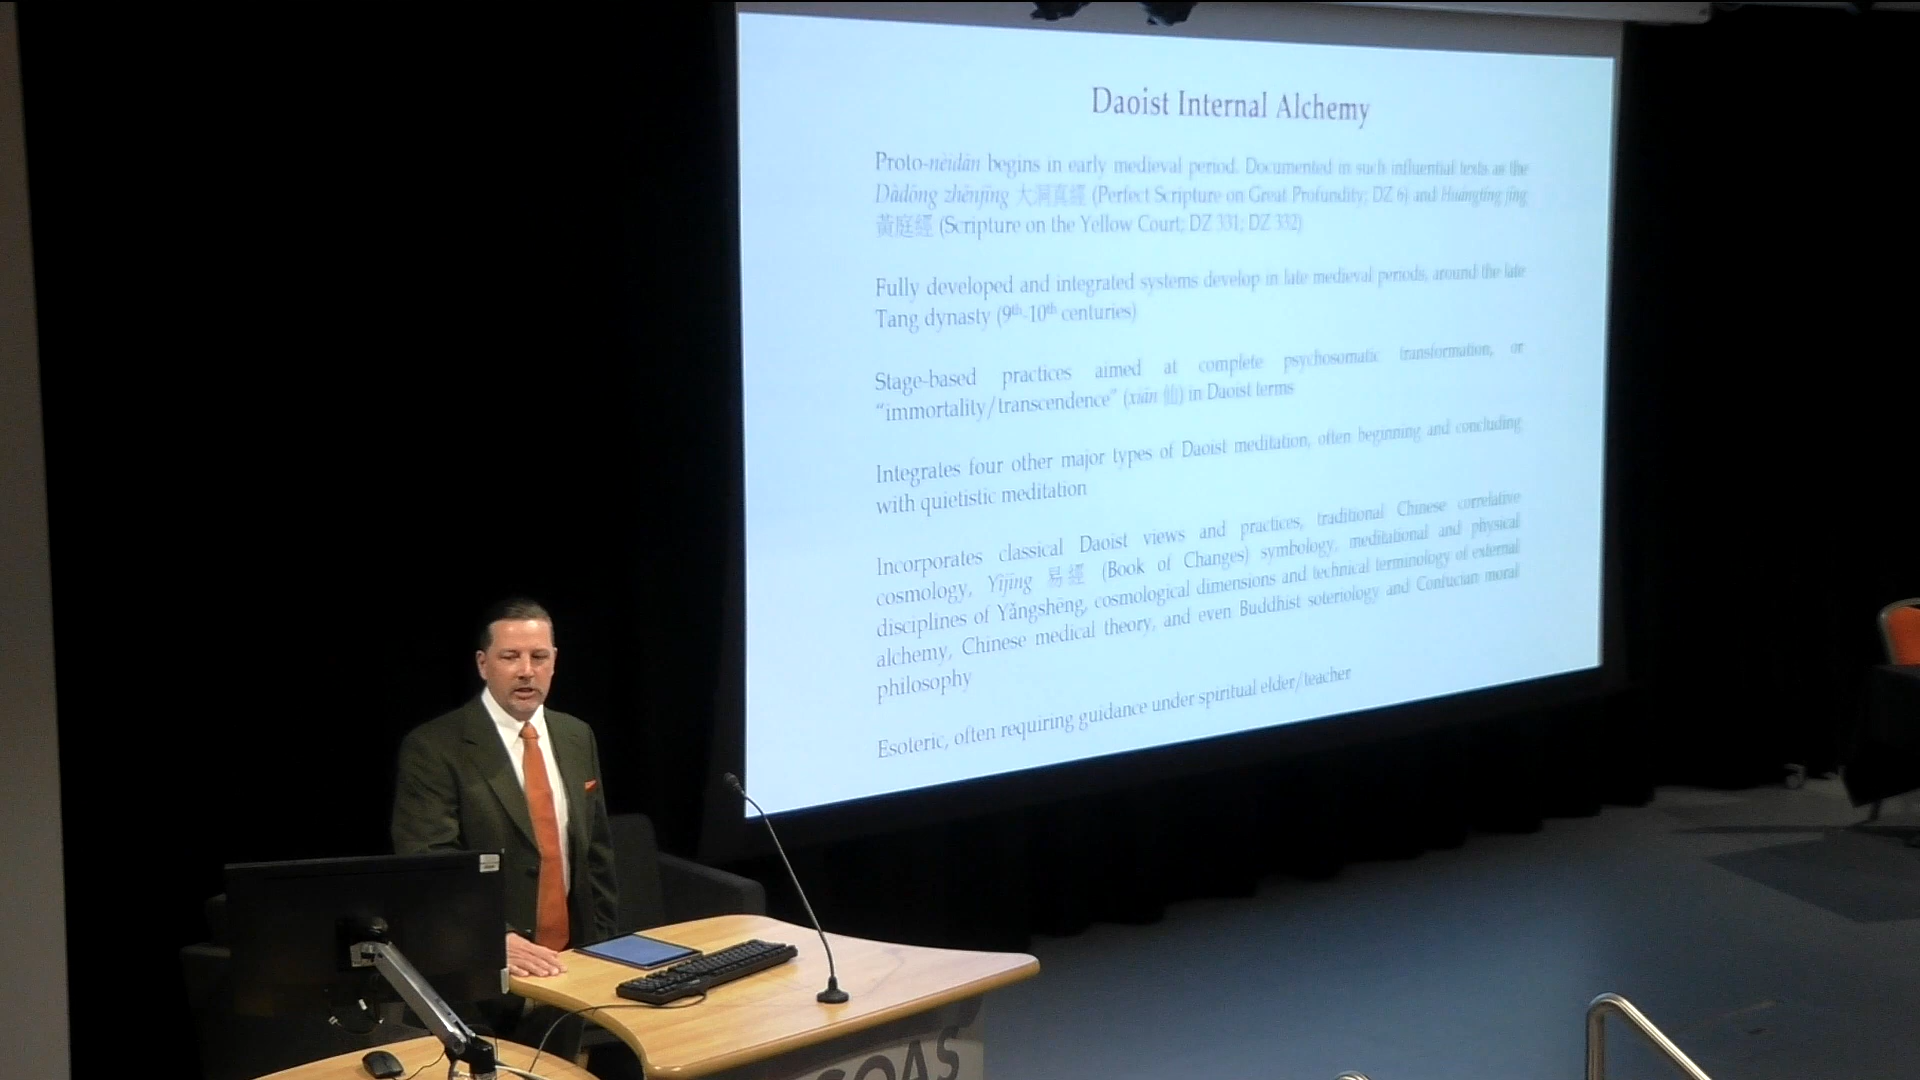 Daoist Internal Alchemy
Proto-nèidān begins in early medieval period. Documented in such influential texts as the
Dàdòng zhēnjīng 大洞真經 (Perfect Scripture on Great Profundity; DZ 6) and Huángtíng jīng
黃庭經 (Scripture on the Yellow Court; DZ 331; DZ 332)
Fully developed and integrated systems develop in late medieval periods, around the late
Tang dynasty (9th-10th centuries)
Stage-based practices aimed at complete psychosomatic transformation, or
“immortality/transcendence” (xiān 仙) in Daoist terms
Integrates four other major types of Daoist meditation, often beginning and concluding
with quietistic meditation
Incorporates classical Daoist views and practices, traditional Chinese correlative
cosmology, Yìjīng 易經 (Book of Changes) symbology, meditational and physical
disciplines of Yǎngshēng, cosmological dimensions and technical terminology of external
alchemy, Chinese medical theory, and even Buddhist soteriology and Confucian moral
philosophy
Esoteric, often requiring guidance under spiritual elder/teacher
SOAS